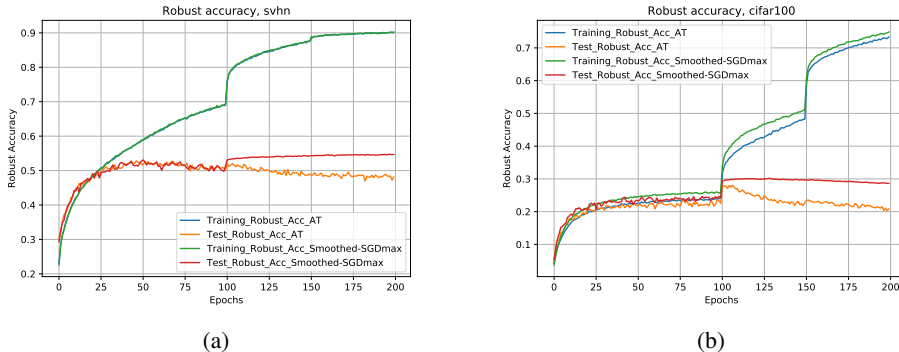 Robust accuracy, svhn
0.9
0.8
0.7
0.6
0.5
0.4
0.3
0.2
Robust Accuracy
Training_Robust_Acc_AT
Test_Robust_Acc_AT
Training_Robust_Acc_Smoothed-SGDmax
Test_Robust_Acc_Smoothed-SGDmax
0 25 50 75 100 125 150 175 200
Epochs
(a)
Robust accuracy, cifar100
Training_Robust_Acc_AT
Test_Robust_Acc_AT
Training_Robust_Acc_Smoothed-SGDmax
Test_Robust_Acc_Smoothed-SGDmax
0.7
0.6
0.5
0.4
0.3
0.2
0.1
Robust Accuracy
0 25 50 75 100 125 150 175 200
Epochs
(b)